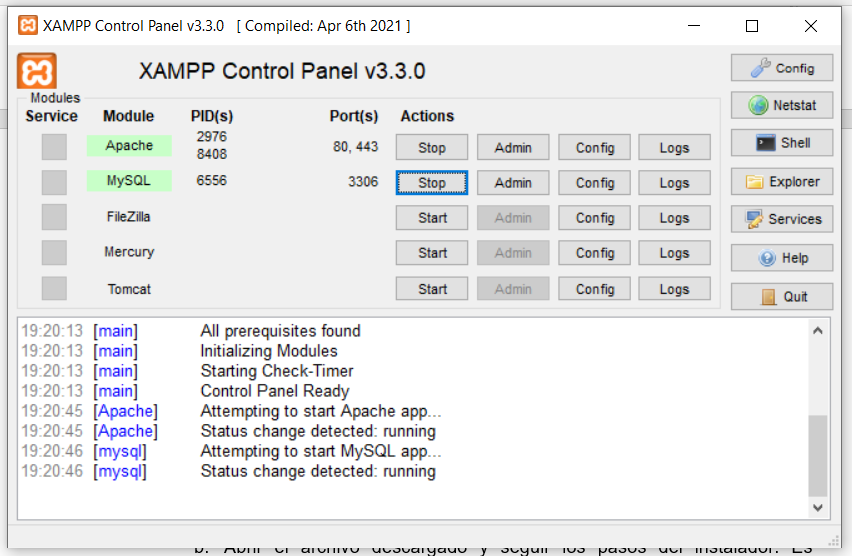 XAMPP Control Panel v3.3.0 [ Compiled: Apr 6th 2021 ]
XAMPP Control Panel v3.3.0
Modules
Service Module PID(s) Port(s) Actions
Apache 2976 8408 80, 443 Stop Admin Config Logs
MySQL 6556 3306 Stop Admin Config Logs
FileZilla Start Admin Config Logs
Mercury Start Admin Config Logs
Tomcat Start Admin Config Logs
Config
Netstat
Shell
Explorer
Services
Help
Quit
19:20:13 [main] All prerequisites found
19:20:13 [main] Initializing Modules
19:20:13 [main] Starting Check-Timer
19:20:13 [main] Control Panel Ready
19:20:45 [Apache] Attempting to start Apache app...
19:20:45 [Apache] Status change detected: running
19:20:46 [mysql] Attempting to start MySQL app...
19:20:46 [mysql] Status change detected: running
b. Abrir el archivo descargado y seguir los pasos del instalador. Es